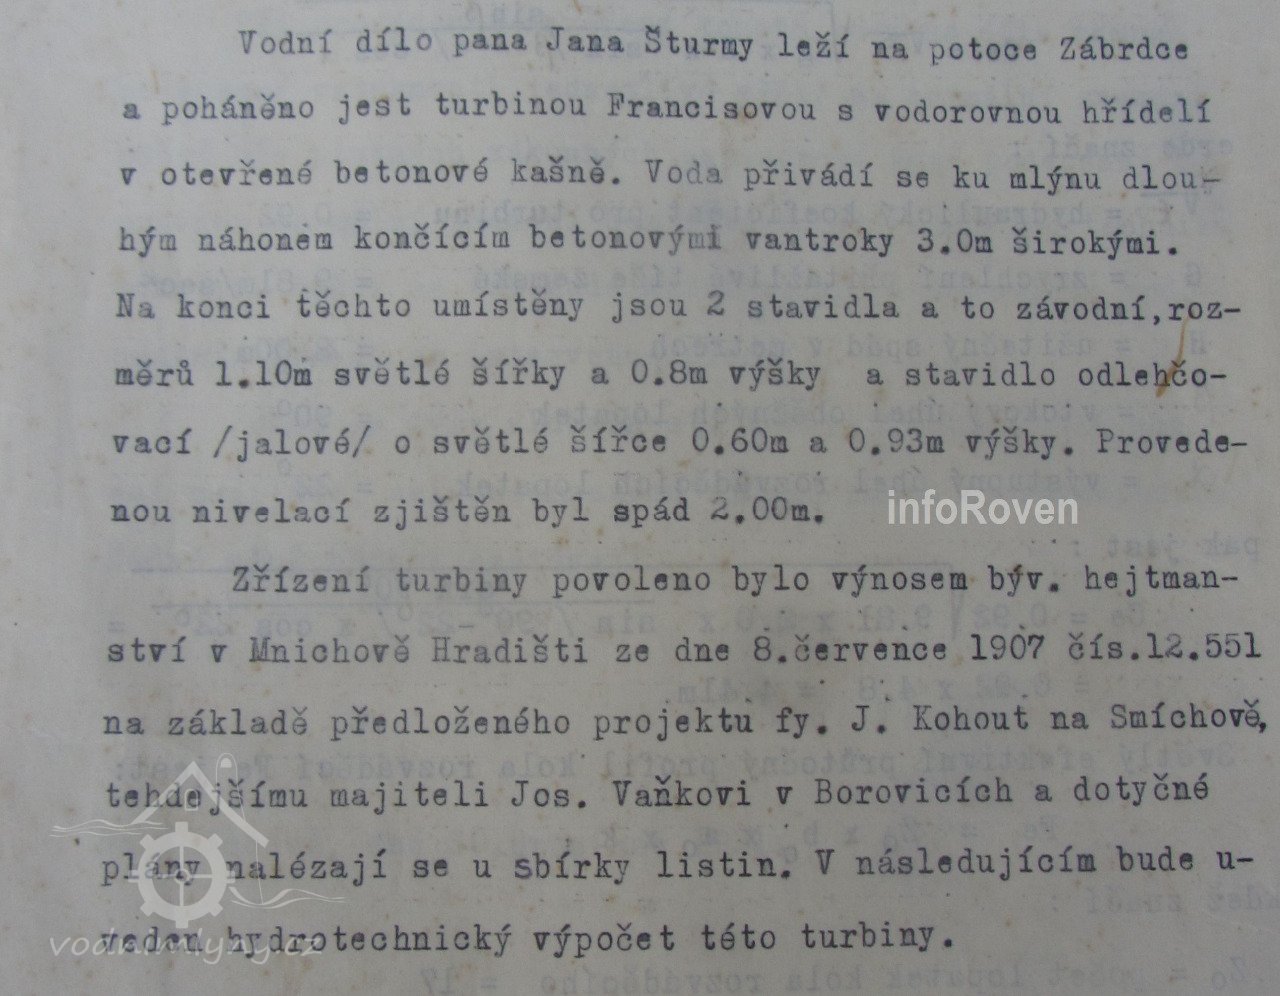 Vodní dílo pana Jana Šturmy leží na potoce Zábrdce
a poháněno jest turbinou Francisovou s vodorovnou hřídelí
v otevřené betonové kašně. Voda přivádí se ku mlýnu dlou-
hým náhonem končícím betonovými vantroky 3.0m širokými.
Na konci těchto umístěny jsou 2 stavidla a to závodní,roz-
měrů 1.10m světlé šířky a 0.8m výšky a stavidlo odlehčo-
vací /jalové/ o světlé šířce 0.60m a 0.93m výšky. Provede-
nou nivelací zjištěn byl spád 2.00m.
infoRoven
Zřízení turbiny povoleno bylo výnosem býv. hejtman-
ství v Mnichově Hradišti ze dne 8.července 1907 čís.12.551
na základě předloženého projektu fy. J. Kohout na Smíchově,
tehdejšímu majiteli Jos. Vaňkovi v Borovicích a dotyčné
plány nalézají se u sbírky listin. V následujícím bude u-
veden hydrotechnický výpočet této turbiny.
vodnimlyny.cz